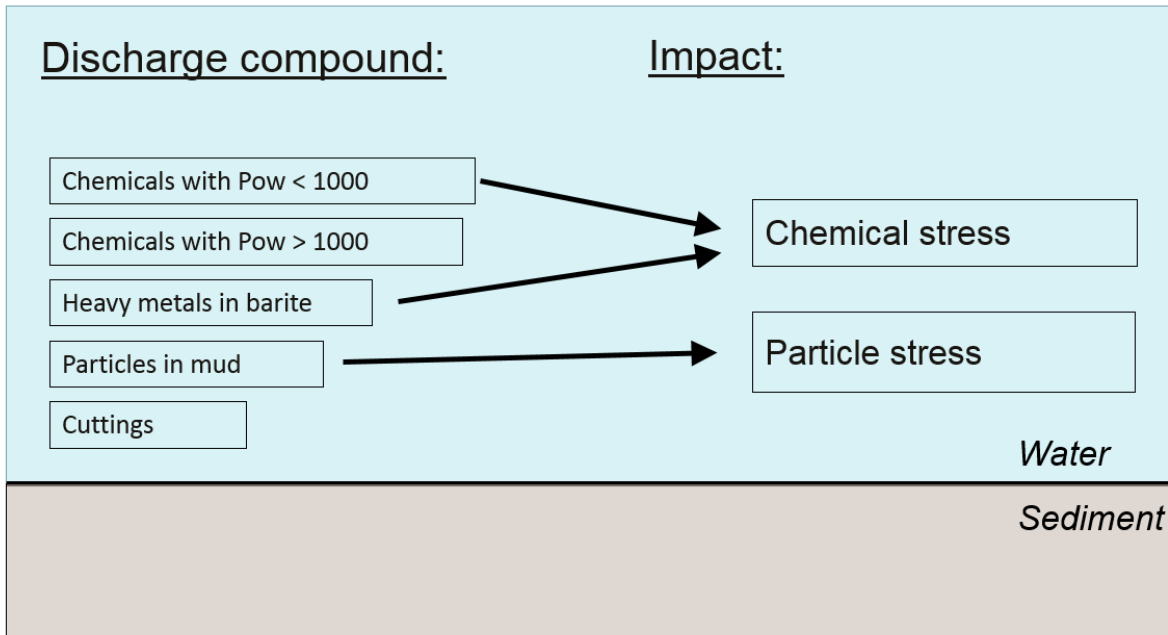 Discharge compound:
Impact:
Chemicals with Pow < 1000
Chemicals with Pow > 1000
Heavy metals in barite
Particles in mud
Cuttings
Chemical stress
Particle stress
Water
Sediment